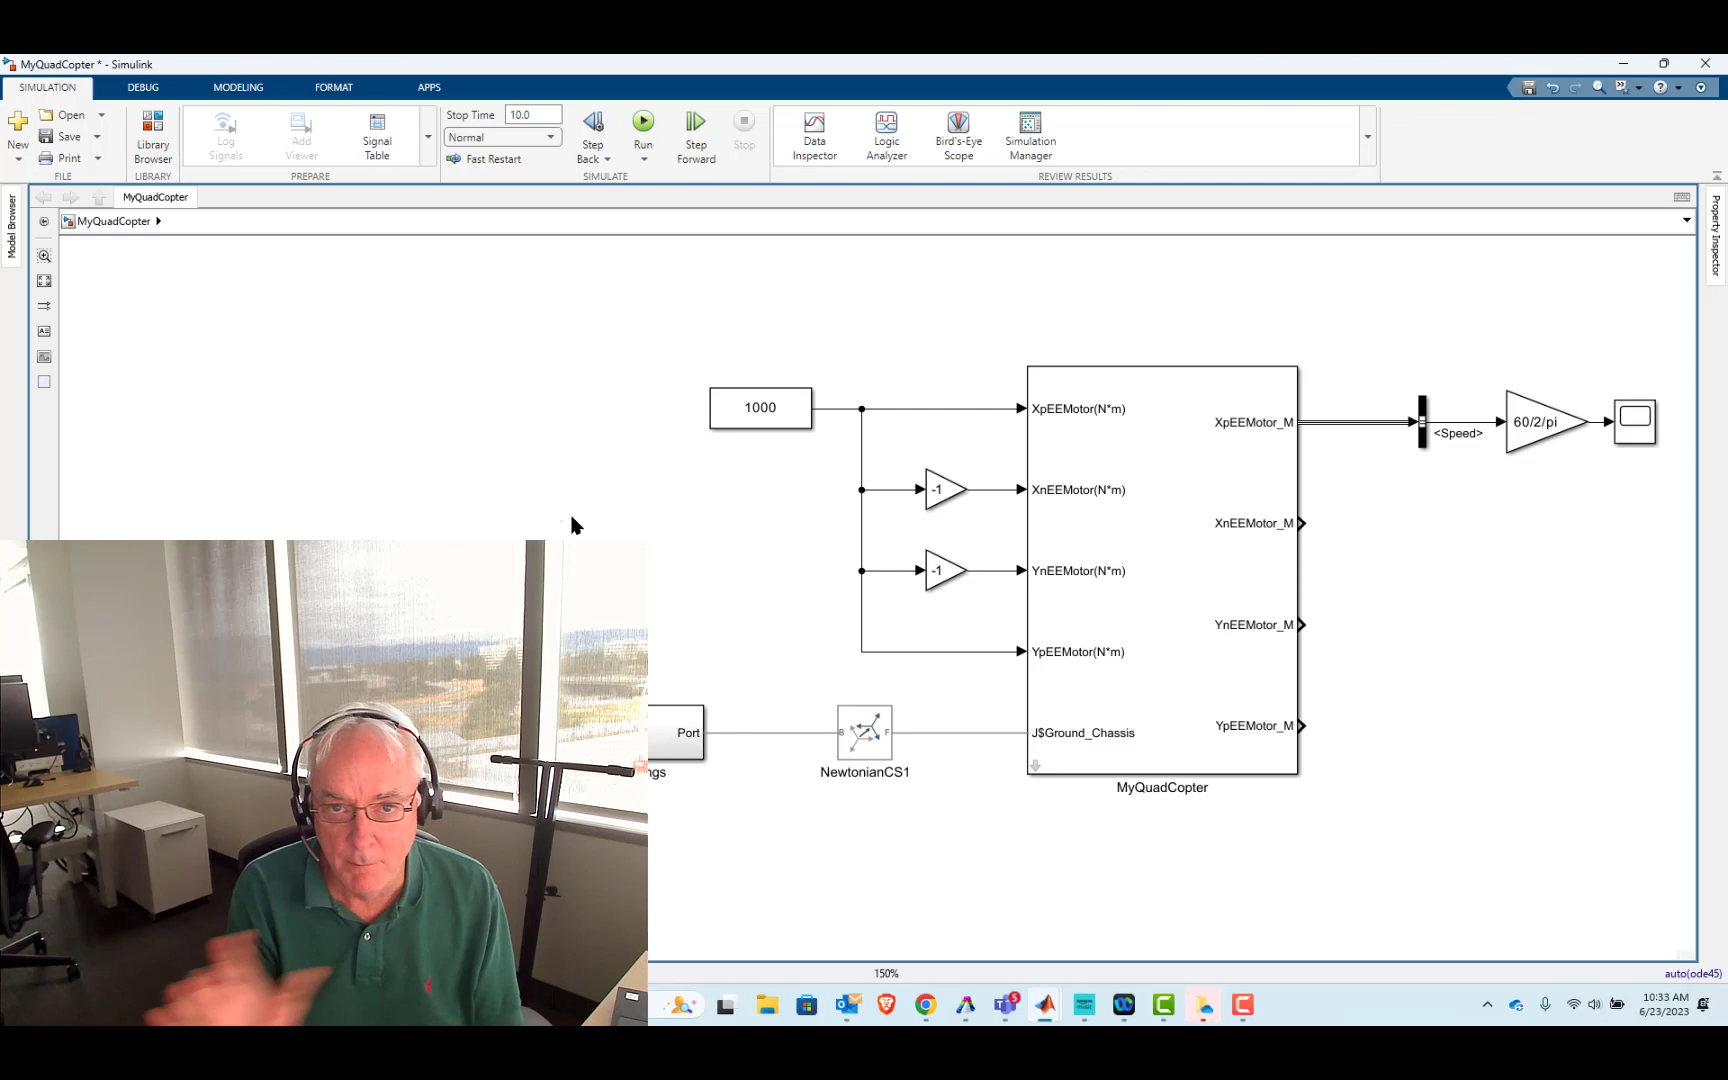 MyQuadCopter * - Simulink
SIMULATION
DEBUG
MODELING
FORMAT
APPS
New
Open
Save
Print
FILE
Library
Browser
LIBRARY
Log
Signals
Add
Viewer
Signal
Table
PREPARE
Stop Time 10.0
Normal
Fast Restart
Step
Back
Run
Step
Forward
Stop
SIMULATE
Data
Inspector
Logic
Analyzer
Bird's-Eye
Scope
Simulation
Manager
REVIEW RESULTS
Model Browser
MyQuadCopter
MyQuadCopter
Property Inspector
1000
-1
-1
XpEEMotor(N*m)
XnEEMotor(N*m)
YnEEMotor(N*m)
YpEEMotor(N*m)
J$Ground_Chassis
XpEEMotor_M
XnEEMotor_M
YnEEMotor_M
YpEEMotor_M
MyQuadCopter
<Speed>
60/2/pi
Port
ngs
B
F
NewtonianCS1
150%
auto(ode45)
5
10:33 AM
6/23/2023